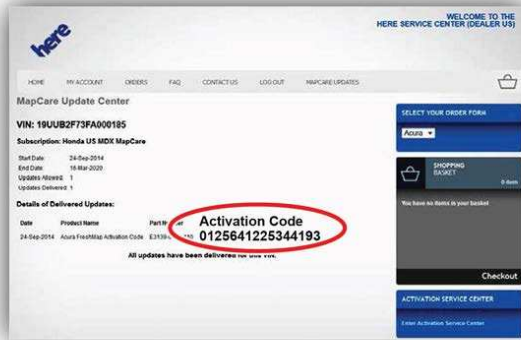 WELCOME TO THE
HERE SERVICE CENTER (DEALER US)
here
HOME MY ACCOUNT ORDERS FAQ CONTACT US LOG OUT MAPCARE UPDATES
MapCare Update Center
VIN: 19UUB2F73FA000185
Subscription: Honda US MDX MapCare
Start Date 24-Sep-2014
End Date 16-Mar-2020
Updates Allowed 1
Updates Delivered 1
Details of Delivered Updates:
Date Product Name Activation Code
24-Sep-2014 Acura FreshMap Activation Code 0125641225344193
All updates have been delivered for this VIN.
SELECT YOUR ORDER FORM
Acura
SHOPPING
BASKET
0 item
You have no items in your basket
Checkout
ACTIVATION SERVICE CENTER
Enter Activation Service Center